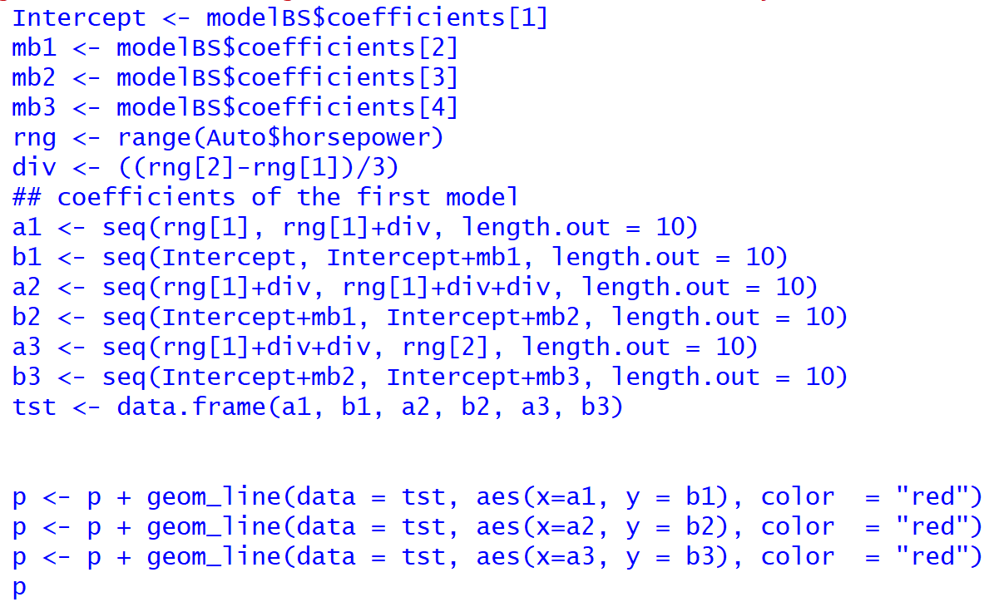 Intercept <- modelBS$coefficients[1]
mb1 <- modelBS$coefficients[2]
mb2 <- modelBS$coefficients[3]
mb3 <- modelBS$coefficients[4]
rng <- range(Auto$horsepower)
div <- ((rng[2]-rng[1])/3)
## coefficients of the first model
a1 <- seq(rng[1], rng[1]+div, length.out = 10)
b1 <- seq(Intercept, Intercept+mb1, length.out = 10)
a2 <- seq(rng[1]+div, rng[1]+div+div, length.out = 10)
b2 <- seq(Intercept+mb1, Intercept+mb2, length.out = 10)
a3 <- seq(rng[1]+div+div, rng[2], length.out = 10)
b3 <- seq(Intercept+mb2, Intercept+mb3, length.out = 10)
tst <- data.frame(a1, b1, a2, b2, a3, b3)
p <- p + geom_line(data = tst, aes(x=a1, y = b1), color  = "red")
p <- p + geom_line(data = tst, aes(x=a2, y = b2), color  = "red")
p <- p + geom_line(data = tst, aes(x=a3, y = b3), color  = "red")
p